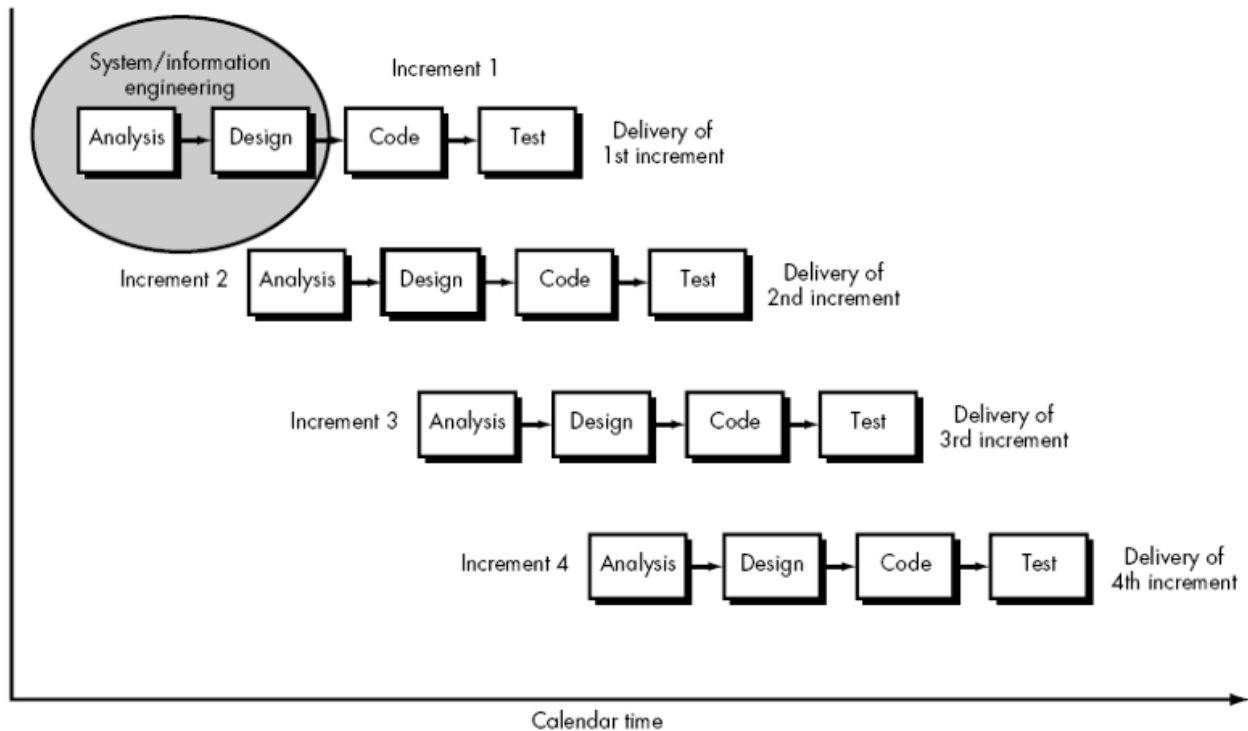 System/information
engineering
Increment 1
Analysis
Design
Code
Test
Delivery of
1st increment
Increment 2
Analysis
Design
Code
Test
Delivery of
2nd increment
Increment 3
Analysis
Design
Code
Test
Delivery of
3rd increment
Increment 4
Analysis
Design
Code
Test
Delivery of
4th increment
Calendar time